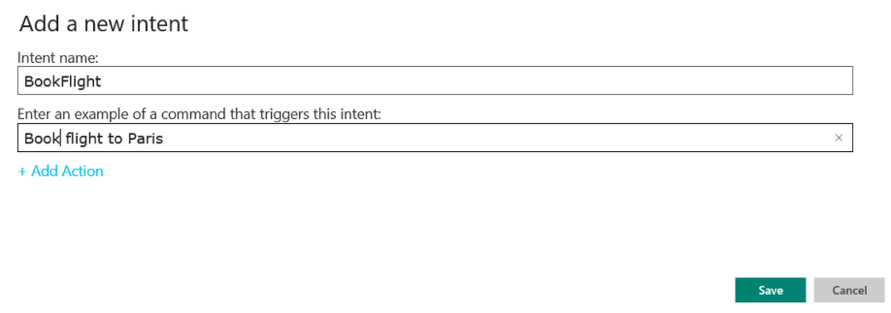 Add a new intent
Intent name:
BookFlight
Enter an example of a command that triggers this intent:
Book flight to Paris
×
+ Add Action
Save Cancel